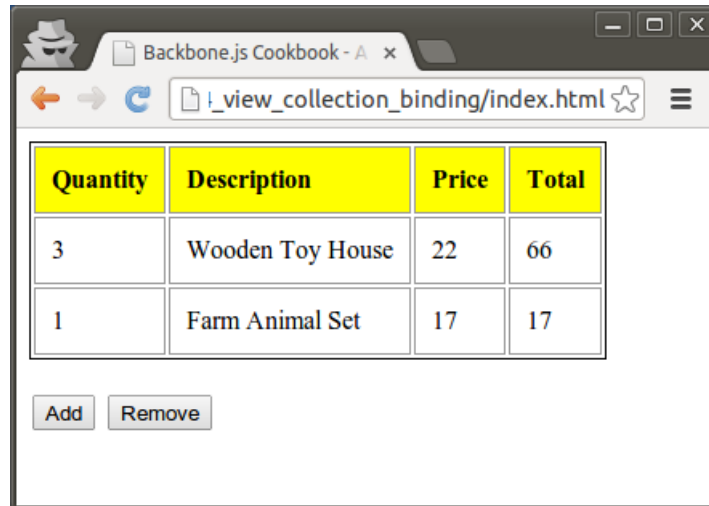 Backbone.js Cookbook - A
_view_collection_binding/index.html
Quantity Description Price Total
3 Wooden Toy House 22 66
1 Farm Animal Set 17 17
Add Remove